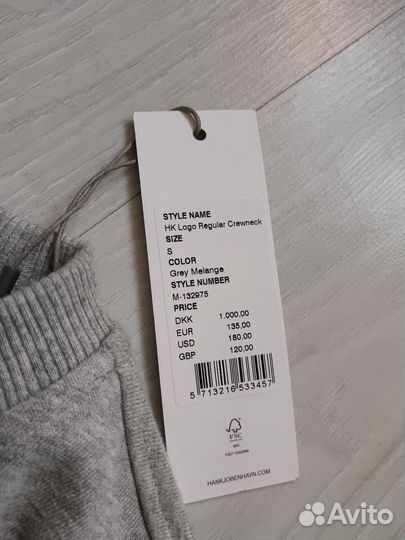 STYLE NAME
HK Logo Regular Crewneck
SIZE
S
COLOR
Grey Melange
STYLE NUMBER
M-132975
PRICE
DKK 1.000,00
EUR 135,00
USD 180,00
GBP 120,00
5 713216 533457
FSC
MIX
HANKJOBENHAVN.COM
Avito